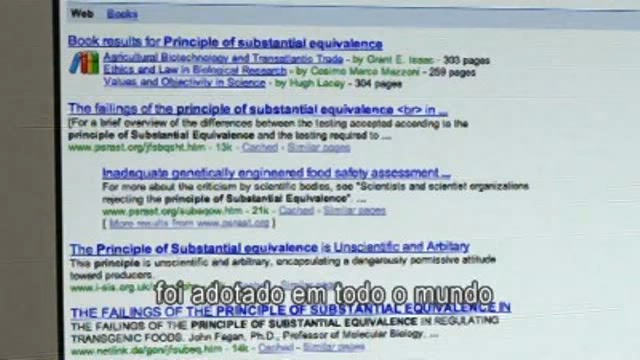 Web Books
Book results for Principle of substantial equivalence
Agricultural Biotechnology and Transatlantic Trade - by Grant E. Isaac - 303 pages
Ethics and Law in Biological Research - by Cosimo Marco Mazzoni - 259 pages
Values and Objectivity in Science - by Hugh Lacey - 304 pages
The failings of the principle of substantial equivalence <br> in ...
[For a brief overview of the differences between the testing accepted according to the
principle of Substantial Equivalence and the testing required to ...
www.psrast.org/jfsbqsht.htm - 13k - Cached - Similar pages
Inadequate genetically engineered food safety assessment ...
For more about the criticism by scientific bodies, see "Scientists and scientist organizations
rejecting the principle of Substantial Equivalence". ...
www.psrast.org/subeqow.htm - 21k - Cached - Similar pages
[ More results from www.psrast.org ]
The Principle of Substantial equivalence is Unscientific and Arbitrary
This principle is unscientific and arbitrary, encapsulating a dangerously permissive attitude
toward producers.
www.i-sis.org.uk/
foi adotado em todo o mundo
THE FAILINGS OF THE PRINCIPLE OF SUBSTANTIAL EQUIVALENCE IN
THE FAILINGS OF THE PRINCIPLE OF SUBSTANTIAL EQUIVALENCE IN REGULATING
TRANSGENIC FOODS. John Fagan, Ph.D., Professor of Molecular Biology, ...
www.netlink.de/gen/fsubeq.htm - 14k - Cached - Similar pages